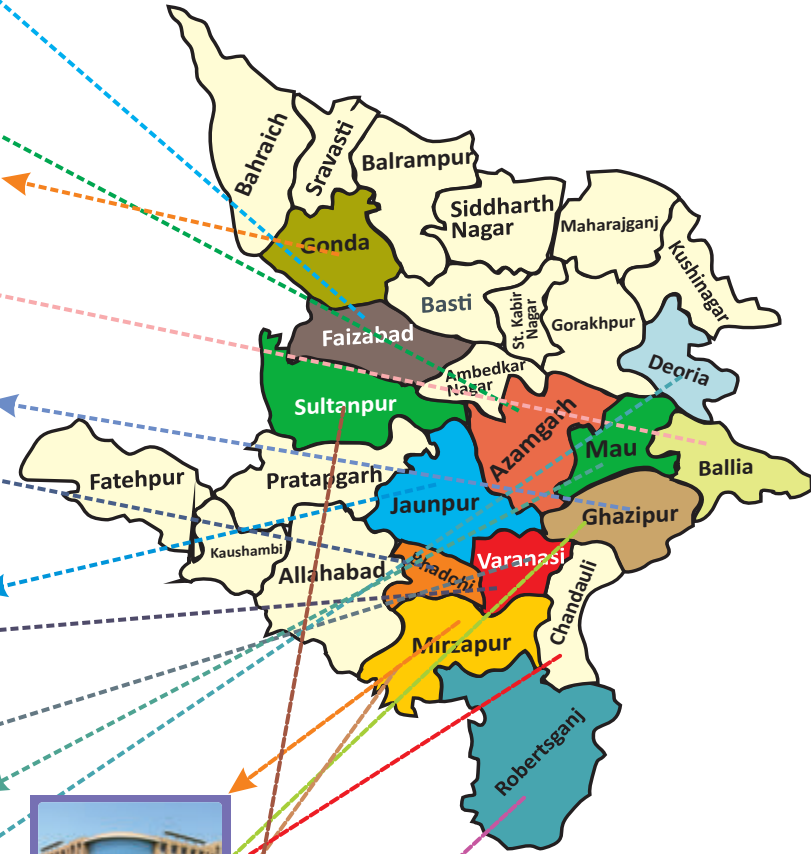 Bahraich
Sravasti
Balrampur
Siddharth
Nagar
Maharajganj
Kushinagar
Gonda
Basti
St. Kabir
Nagar
Gorakhpur
Faizabad
Deoria
Ambedkar
Nagar
Sultanpur
Azamgarh
Mau
Ballia
Fatehpur
Pratapgarh
Jaunpur
Ghazipur
Kaushambi
Allahabad
Bhadohi
Varanasi
Chandauli
Mirzapur
Robertsganj